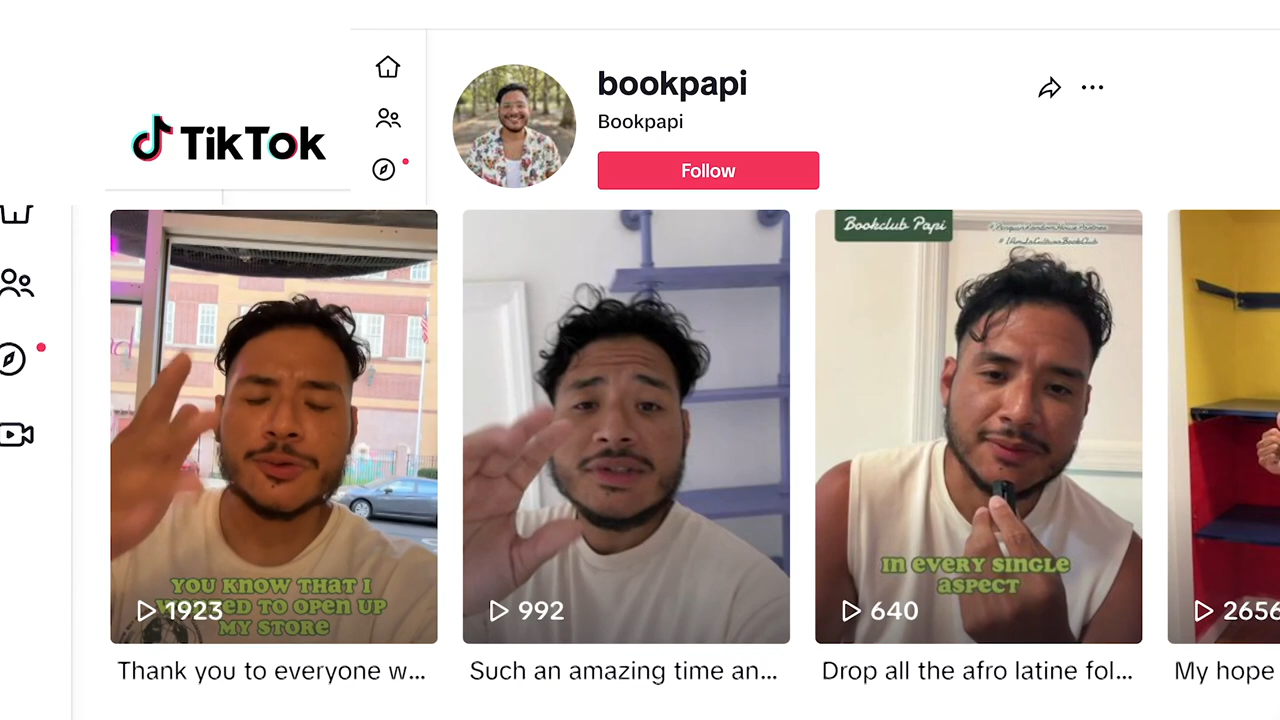 TikTok
bookpapi
Bookpapi
Follow
Bookclub Papi
YOU KNOW THAT I
ED TO OPEN UP
MY STORE
1923
992
IN EVERY SINGLE
ASPECT
640
2656
Thank you to everyone w...
Such an amazing time an...
Drop all the afro latine fol...
My hope